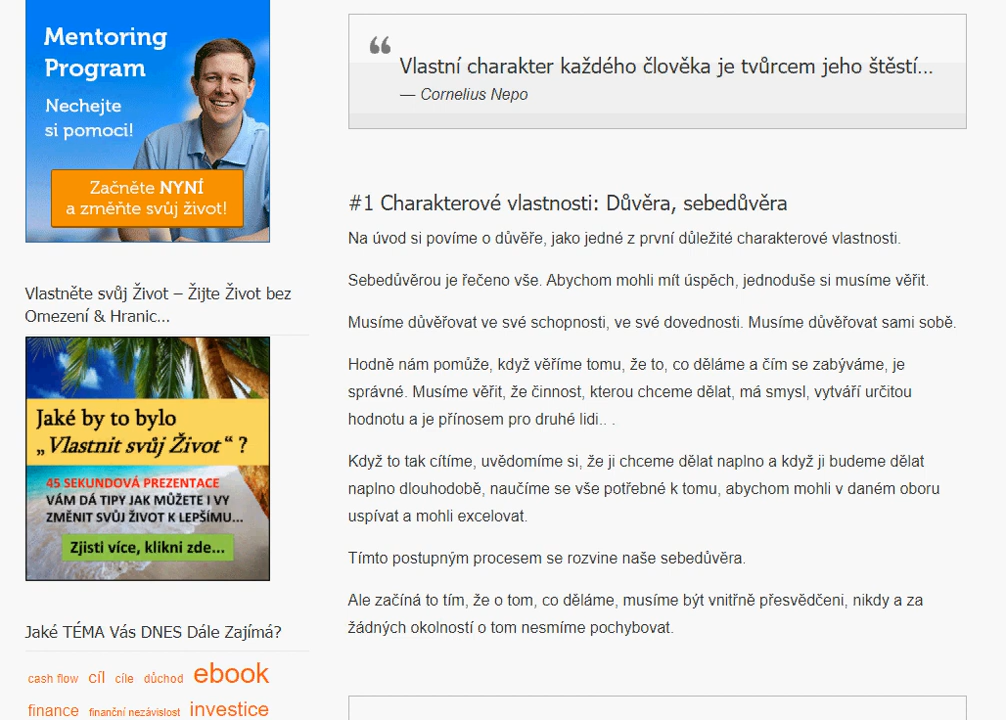 Mentoring
Program
Nechejte
si pomoci!
Začněte NYNÍ
a změňte svůj život!
Vlastněte svůj Život – Žijte Život bez
Omezení & Hranic...
Jaké by to bylo
„Vlastnit svůj Život“ ?
45 SEKUNDOVÁ PREZENTACE
VÁM DÁ TIPY JAK MŮŽETE I VY
ZMĚNIT SVŮJ ŽIVOT K LEPŠÍMU...
Zjisti více, klikni zde...
Jaké TÉMA Vás DNES Dále Zajímá?
cash flow cíl cíle důchod ebook
finance finanční nezávislost investice
“
Vlastní charakter každého člověka je tvůrcem jeho štěstí...
— Cornelius Nepo
#1 Charakterové vlastnosti: Důvěra, sebedůvěra
Na úvod si povíme o důvěře, jako jedné z první důležité charakterové vlastnosti.
Sebedůvěrou je řečeno vše. Abychom mohli mít úspěch, jednoduše si musíme věřit.
Musíme důvěřovat ve své schopnosti, ve své dovednosti. Musíme důvěřovat sami sobě.
Hodně nám pomůže, když věříme tomu, že to, co děláme a čím se zabýváme, je
správné. Musíme věřit, že činnost, kterou chceme dělat, má smysl, vytváří určitou
hodnotu a je přínosem pro druhé lidi.. .
Když to tak cítíme, uvědomíme si, že ji chceme dělat naplno a když ji budeme dělat
naplno dlouhodobě, naučíme se vše potřebné k tomu, abychom mohli v daném oboru
uspívat a mohli excelovat.
Tímto postupným procesem se rozvine naše sebedůvěra.
Ale začíná to tím, že o tom, co děláme, musíme být vnitřně přesvědčeni, nikdy a za
žádných okolností o tom nesmíme pochybovat.